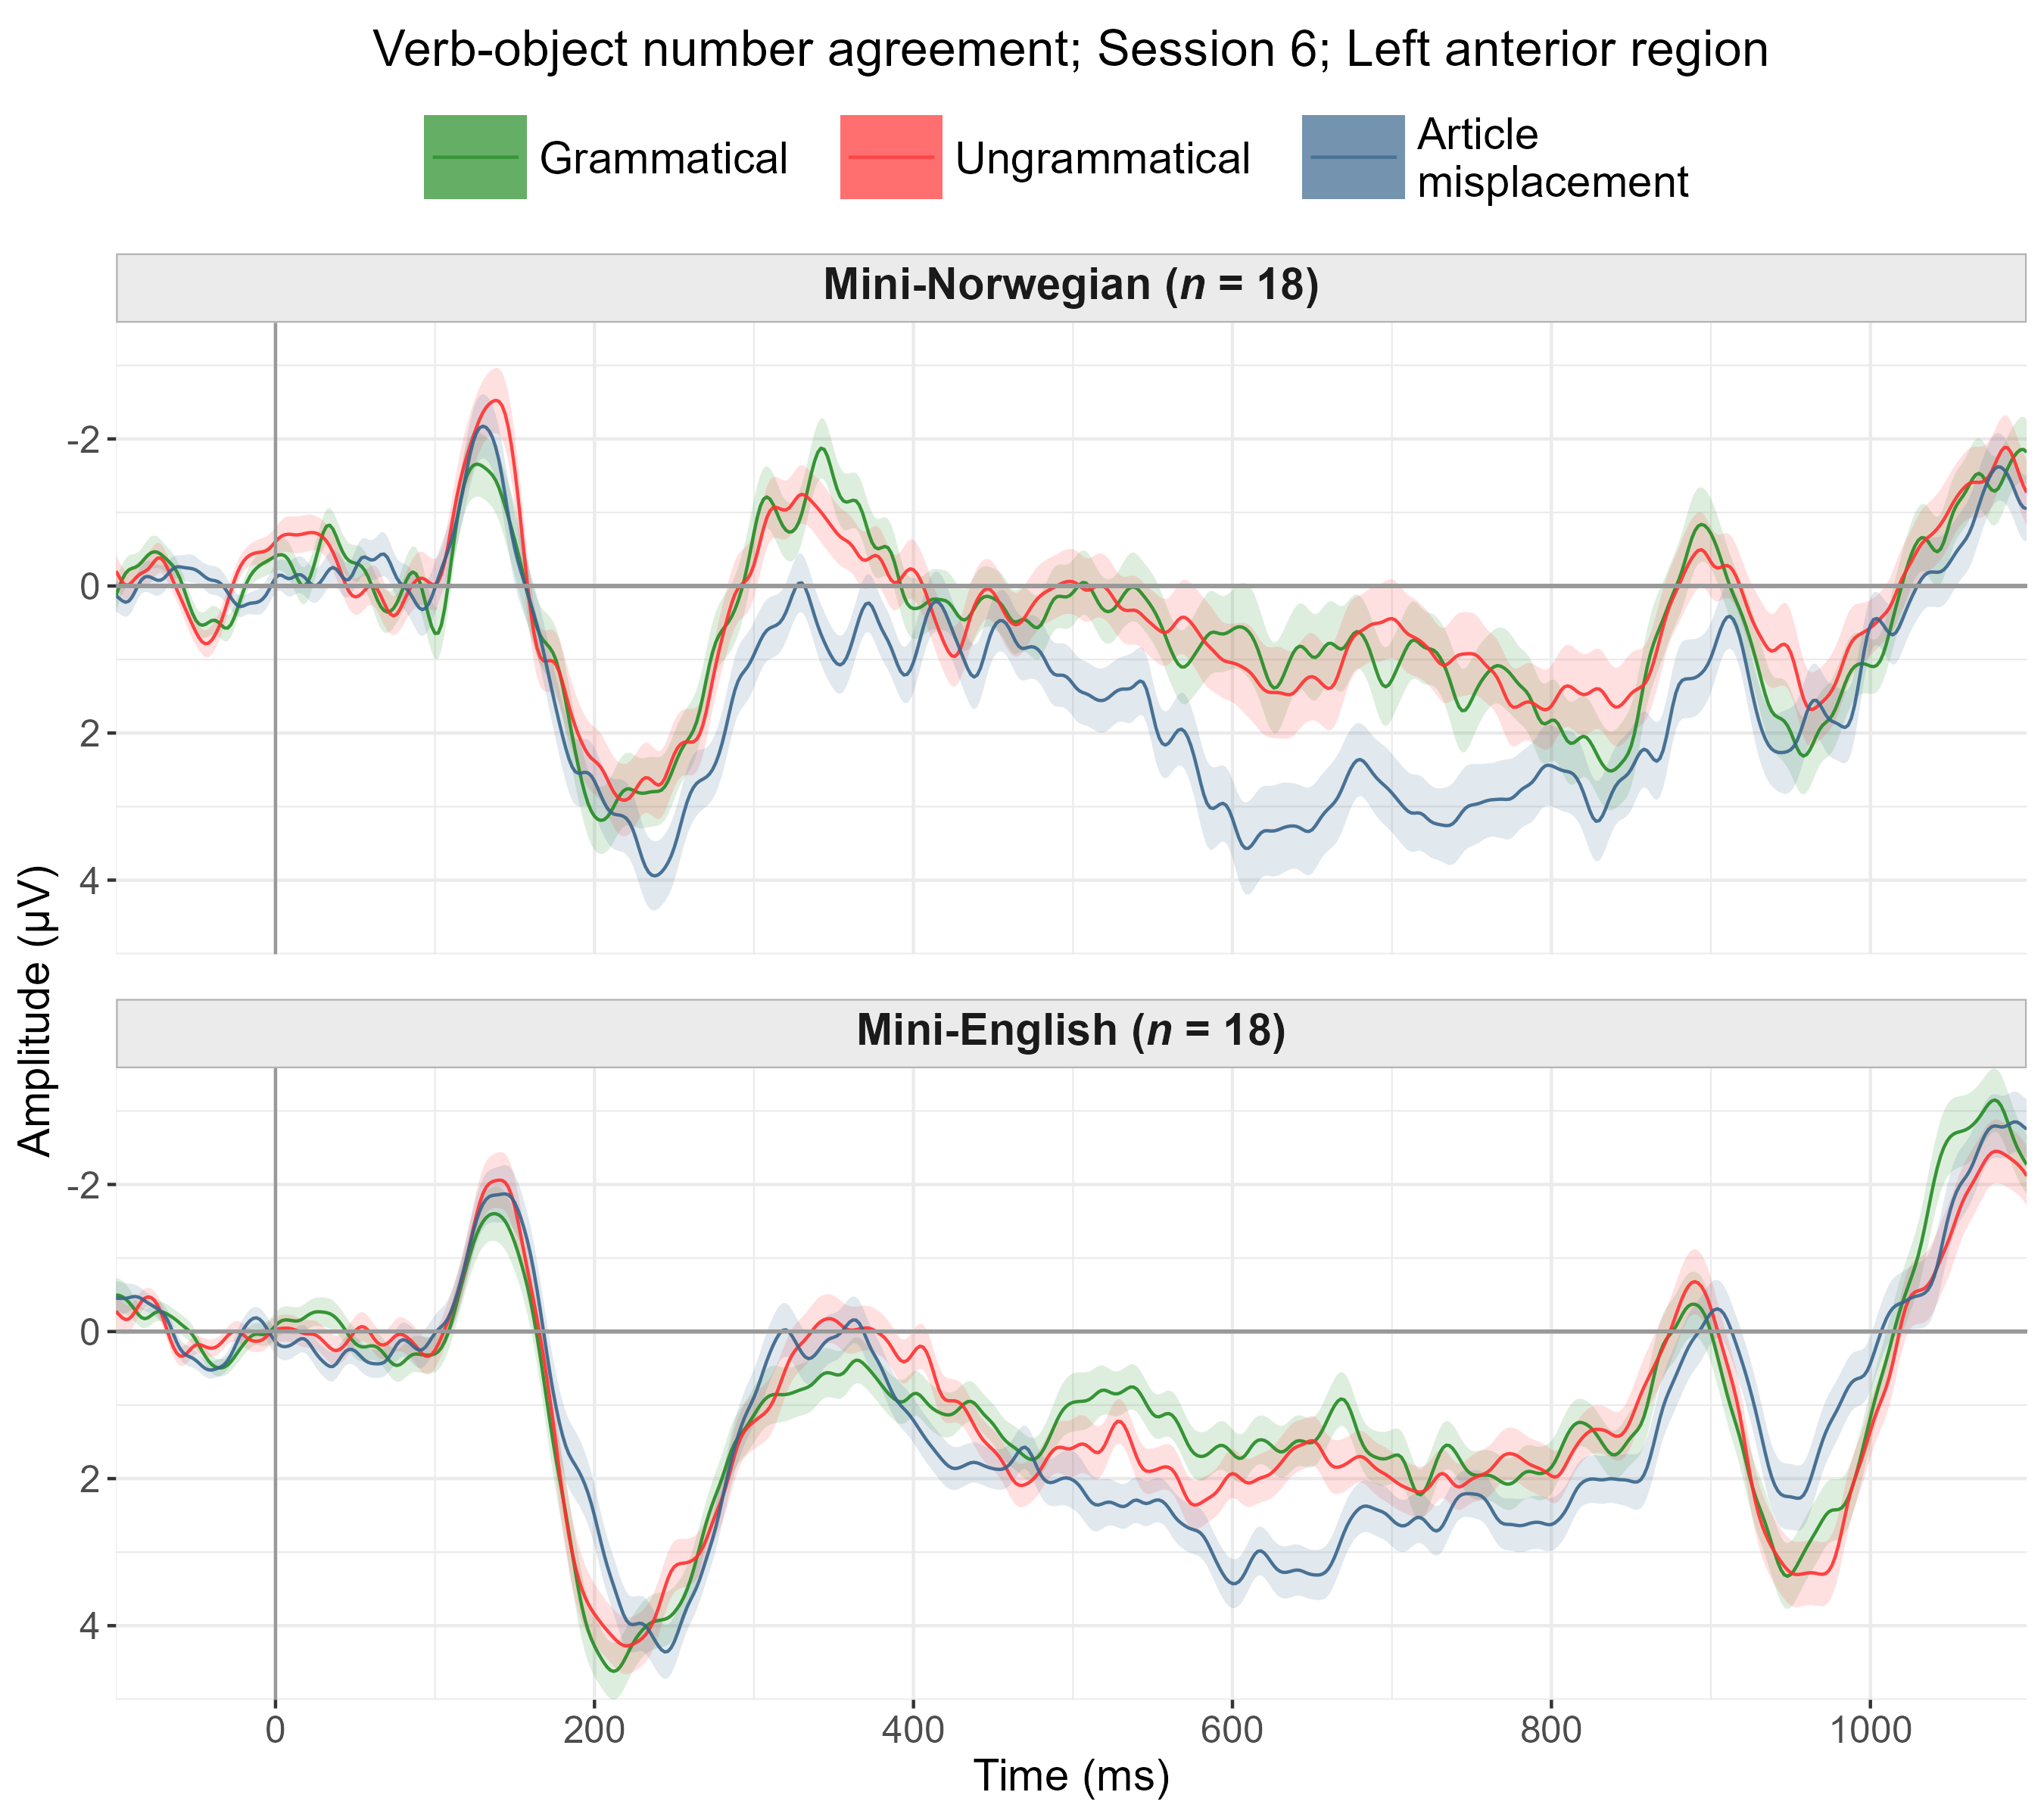 Verb-object number agreement; Session 6; Left anterior region
Grammatical
Ungrammatical
Article
misplacement
Mini-Norwegian (n = 18)
-2
0
2
4
Mini-English (n = 18)
-2
0
2
4
Amplitude (µV)
0 200 400 600 800 1000
Time (ms)